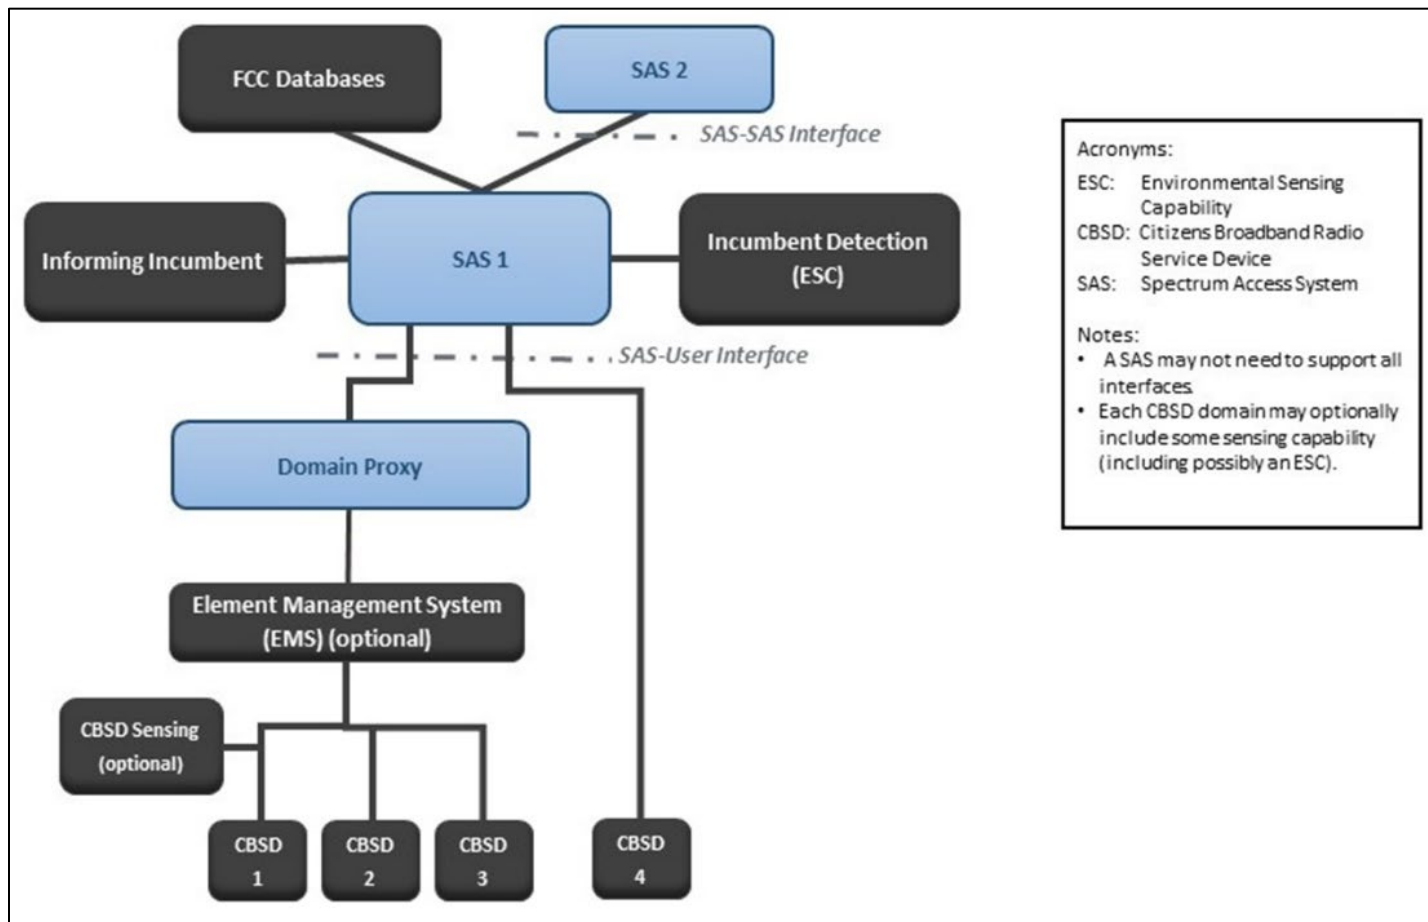 FCC Databases
SAS 2
SAS-SAS Interface
Informing Incumbent
SAS 1
Incumbent Detection
(ESC)
SAS-User Interface
Domain Proxy
Element Management System
(EMS) (optional)
CBSD Sensing
(optional)
CBSD
1
CBSD
2
CBSD
3
CBSD
4
Acronyms:
ESC: Environmental Sensing
Capability
CBSD: Citizens Broadband Radio
Service Device
SAS: Spectrum Access System
Notes:
• A SAS may not need to support all
interfaces.
• Each CBSD domain may optionally
include some sensing capability
(including possibly an ESC).